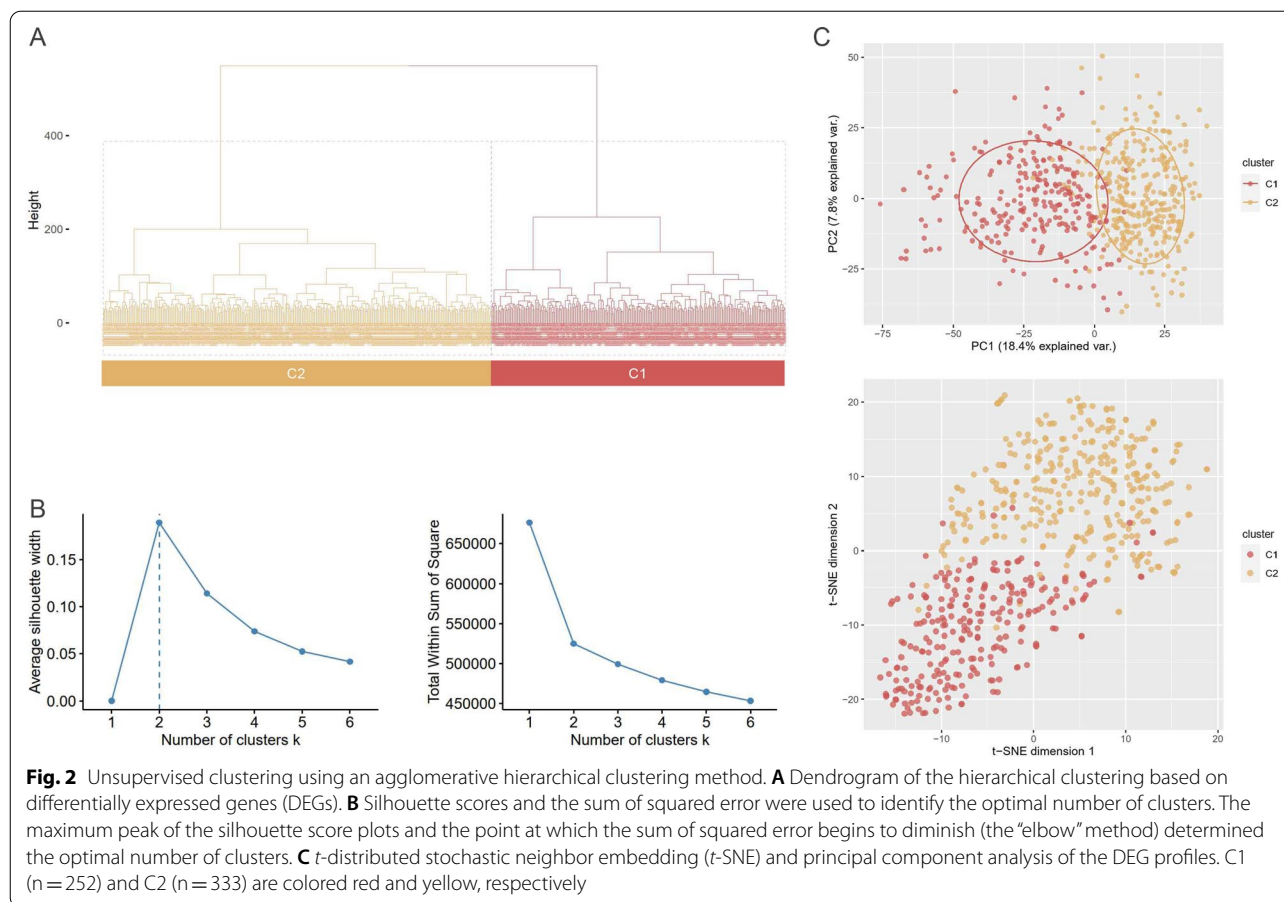 A
400
200
0
Height
C2
C1
B
0.15
0.10
0.05
0.00
Average silhouette width
1 2 3 4 5 6
Number of clusters k
650000
600000
550000
500000
450000
Total Within Sum of Square
1 2 3 4 5 6
Number of clusters k
C
50
25
0
−25
PC2 (7.8% explained var.)
−75 −50 −25 0 25
PC1 (18.4% explained var.)
cluster
C1
C2
20
10
0
−10
−20
t−SNE dimension 2
−10 0 10 20
t−SNE dimension 1
cluster
C1
C2
Fig. 2 Unsupervised clustering using an agglomerative hierarchical clustering method. A Dendrogram of the hierarchical clustering based on
differentially expressed genes (DEGs). B Silhouette scores and the sum of squared error were used to identify the optimal number of clusters. The
maximum peak of the silhouette score plots and the point at which the sum of squared error begins to diminish (the “elbow” method) determined
the optimal number of clusters. C t-distributed stochastic neighbor embedding (t-SNE) and principal component analysis of the DEG profiles. C1
(n = 252) and C2 (n = 333) are colored red and yellow, respectively